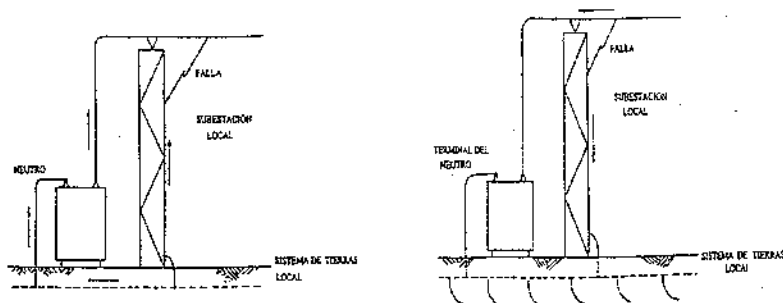 FALLA
SUBESTACIÓN
LOCAL
NEUTRO
SISTEMA DE TIERRAS
LOCAL
FALLA
SUBESTACIÓN
LOCAL
TERMINAL DEL
NEUTRO
SISTEMA DE TIERRAS
LOCAL